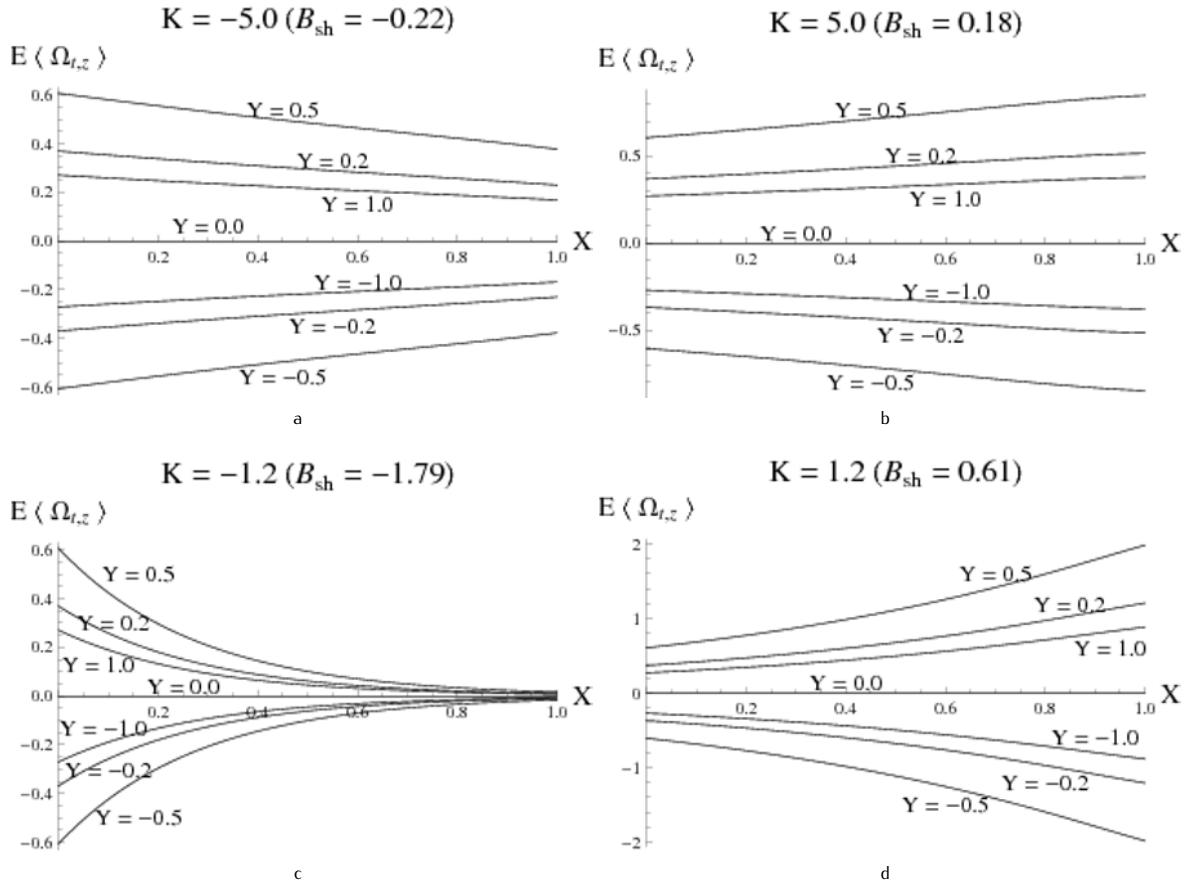 K = −5.0 (B_sh = −0.22)
E ⟨ Ω_t,z ⟩
0.6
Y = 0.5
0.4
Y = 0.2
0.2
Y = 1.0
Y = 0.0
0.0
X
0.2 0.4 0.6 0.8 1.0
−0.2
Y = −1.0
Y = −0.2
−0.4
Y = −0.5
−0.6
a
K = 5.0 (B_sh = 0.18)
E ⟨ Ω_t,z ⟩
Y = 0.5
0.5
Y = 0.2
Y = 1.0
Y = 0.0
0.0
X
0.2 0.4 0.6 0.8 1.0
Y = −1.0
−0.5
Y = −0.2
Y = −0.5
b
K = −1.2 (B_sh = −1.79)
E ⟨ Ω_t,z ⟩
0.6
Y = 0.5
0.4
Y = 0.2
0.2
Y = 1.0
Y = 0.0
0.0
X
0.2 0.4 0.6 0.8 1.0
Y = −1.0
−0.2
Y = −0.2
−0.4
Y = −0.5
−0.6
c
K = 1.2 (B_sh = 0.61)
E ⟨ Ω_t,z ⟩
2
Y = 0.5
Y = 0.2
1
Y = 1.0
Y = 0.0
0
X
0.2 0.4 0.6 0.8 1.0
Y = −1.0
−1
Y = −0.2
Y = −0.5
−2
d